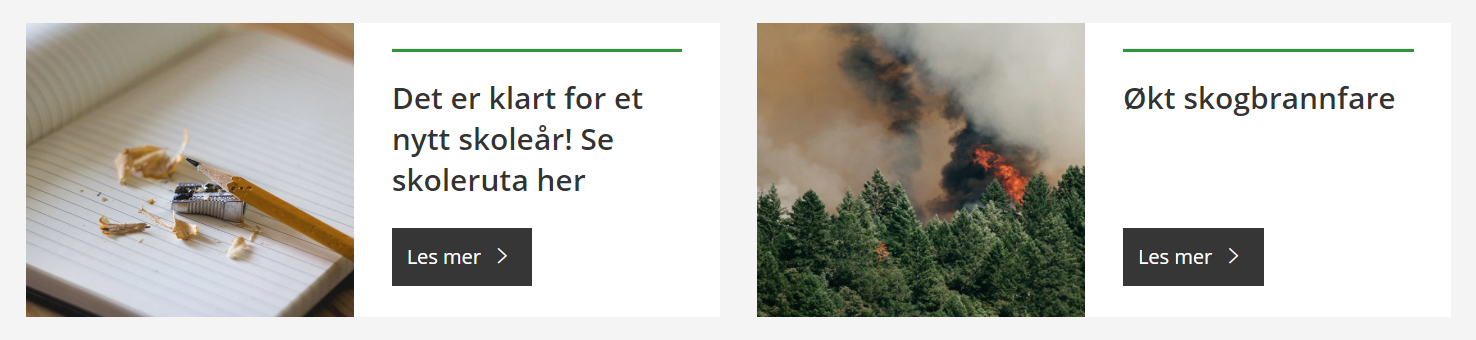 Det er klart for et
nytt skoleår! Se
skoleruta her
Les mer
Økt skogbrannfare
Les mer